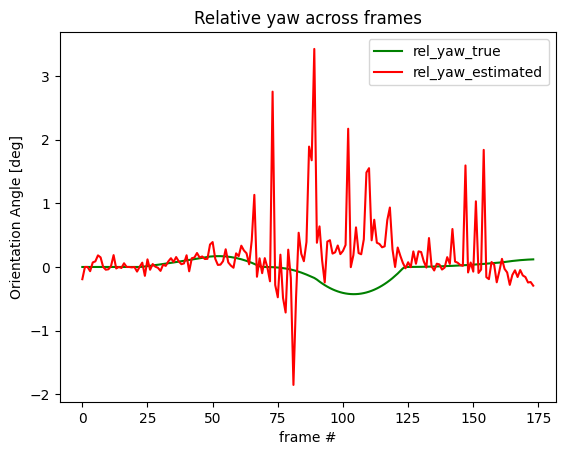 Relative yaw across frames
rel_yaw_true
rel_yaw_estimated
Orientation Angle [deg]
3
2
1
0
−1
−2
0 25 50 75 100 125 150 175
frame #